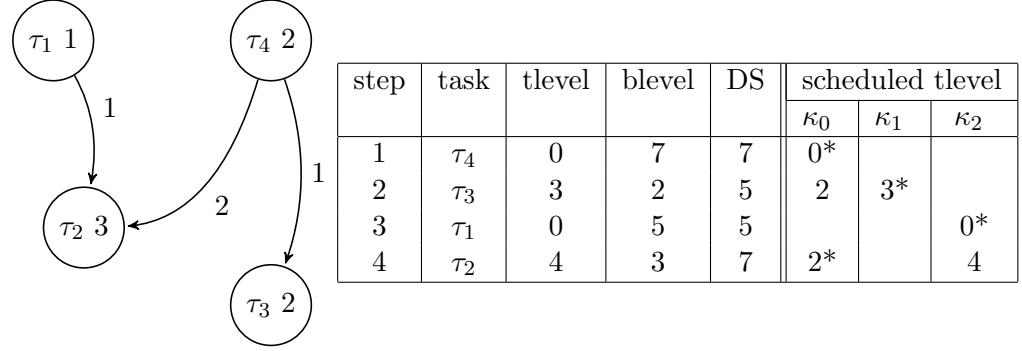 τ₁ 1
τ₄ 2
1
1
2
τ₂ 3
τ₃ 2
step task tlevel blevel DS scheduled tlevel
κ₀ κ₁ κ₂
1 τ₄ 0 7 7 0*
2 τ₃ 3 2 5 2 3*
3 τ₁ 0 5 5 0*
4 τ₂ 4 3 7 2* 4